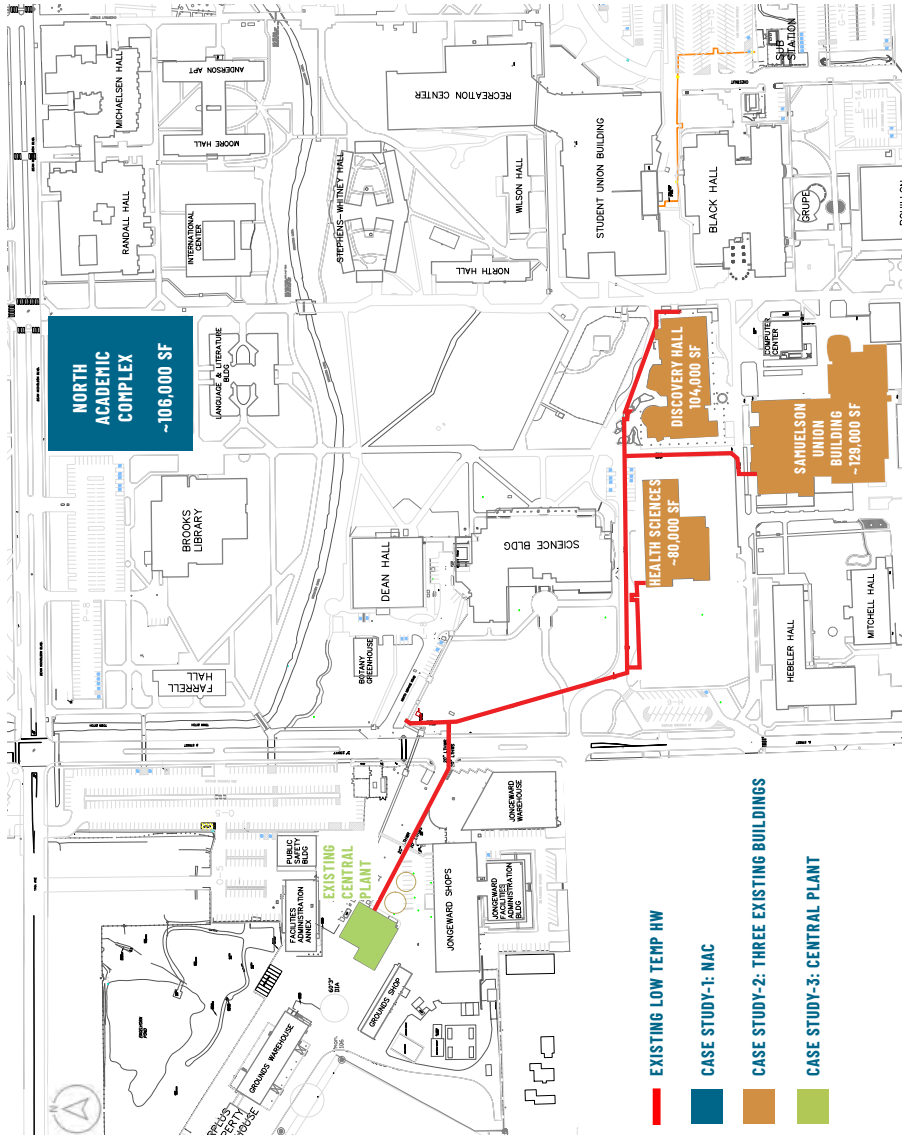 MICHAELSEN HALL
ANDERSON APT
MOORE HALL
RANDALL HALL
INTERNATIONAL
CENTER
RECREATION CENTER
STEPHENS-WHITNEY HALL
WILSON HALL
NORTH HALL
STUDENT UNION BUILDING
SUB
STATION
CHESTNUT
BLACK HALL
GRUPE
NORTH
ACADEMIC
COMPLEX
~106,000 SF
LANGUAGE & LITERATURE
BLDG
DISCOVERY HALL
104,000 SF
COMPUTER
CENTER
SAMUELSON
UNION
BUILDING
~129,000 SF
BROOKS
LIBRARY
DEAN HALL
SCIENCE BLDG
HEALTH SCIENCES
~80,000 SF
BOTANY
GREENHOUSE
FARRELL
HALL
HEBELER HALL
MITCHELL HALL
PUBLIC
SAFETY
BLDG
EXISTING
CENTRAL
PLANT
FACILITIES
ADMINISTRATION
ANNEX
JONGEWARD
WAREHOUSE
JONGEWARD SHOPS
JONGEWARD
FACILITIES
ADMINISTRATION
BLDG
60'3"
DIA
GROUNDS SHOP
GROUNDS WAREHOUSE
N
EXISTING LOW TEMP HW
CASE STUDY-1: NAC
CASE STUDY-2: THREE EXISTING BUILDINGS
CASE STUDY-3: CENTRAL PLANT